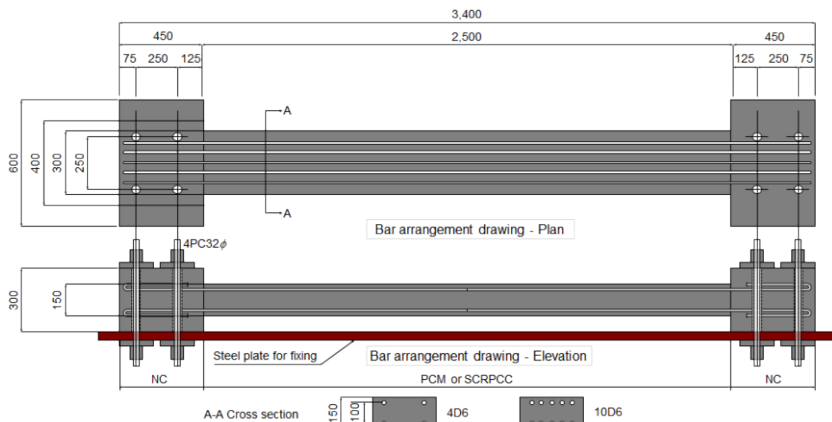 3,400
450 2,500 450
75 250 125 125 250 75
A
600 400 300 250
A
Bar arrangement drawing - Plan
4PC32ϕ
300 150
Steel plate for fixing
Bar arrangement drawing - Elevation
NC PCM or SCRPCC NC
A-A Cross section 150 100 4D6 10D6